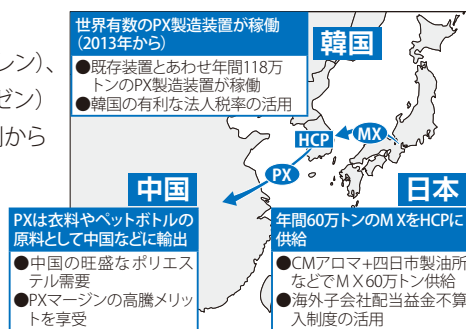 レン)、
ゼン)
から
世界有数のPX製造装置が稼働
(2013年から)
●既存装置とあわせ年間118万
トンのPX製造装置が稼働
●韓国の有利な法人税率の活用
韓国
HCP
MX
PX
中国
PXは衣料やペットボトルの
原料として中国などに輸出
●中国の旺盛なポリエス
テル需要
●PXマージンの高騰メリッ
トを享受
日本
年間60万トンのMXをHCPに
供給
●CMアロマ+四日市製油所
などでMX60万トン供給
●海外子会社配当益金不算
入制度の活用